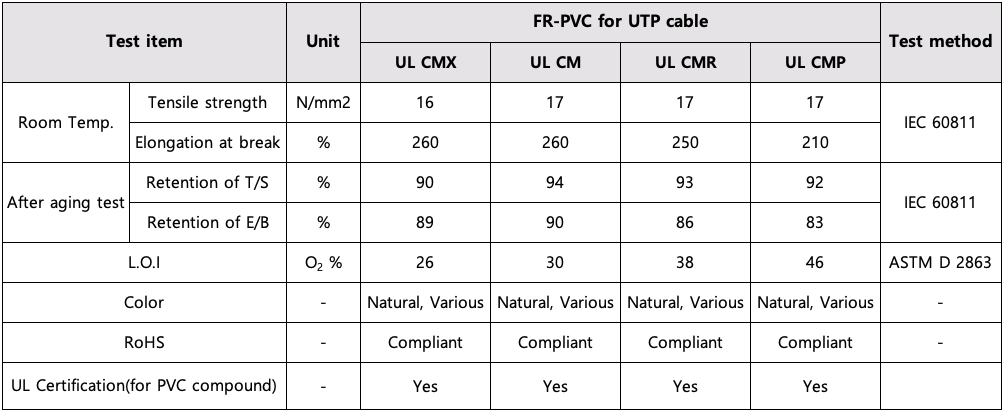 Test item Unit FR-PVC for UTP cable Test method
UL CMX UL CM UL CMR UL CMP
Room Temp. Tensile strength N/mm2 16 17 17 17 IEC 60811
Elongation at break % 260 260 250 210
After aging test Retention of T/S % 90 94 93 92 IEC 60811
Retention of E/B % 89 90 86 83
L.O.I O₂ % 26 30 38 46 ASTM D 2863
Color - Natural, Various Natural, Various Natural, Various Natural, Various -
RoHS - Compliant Compliant Compliant Compliant -
UL Certification(for PVC compound) - Yes Yes Yes Yes